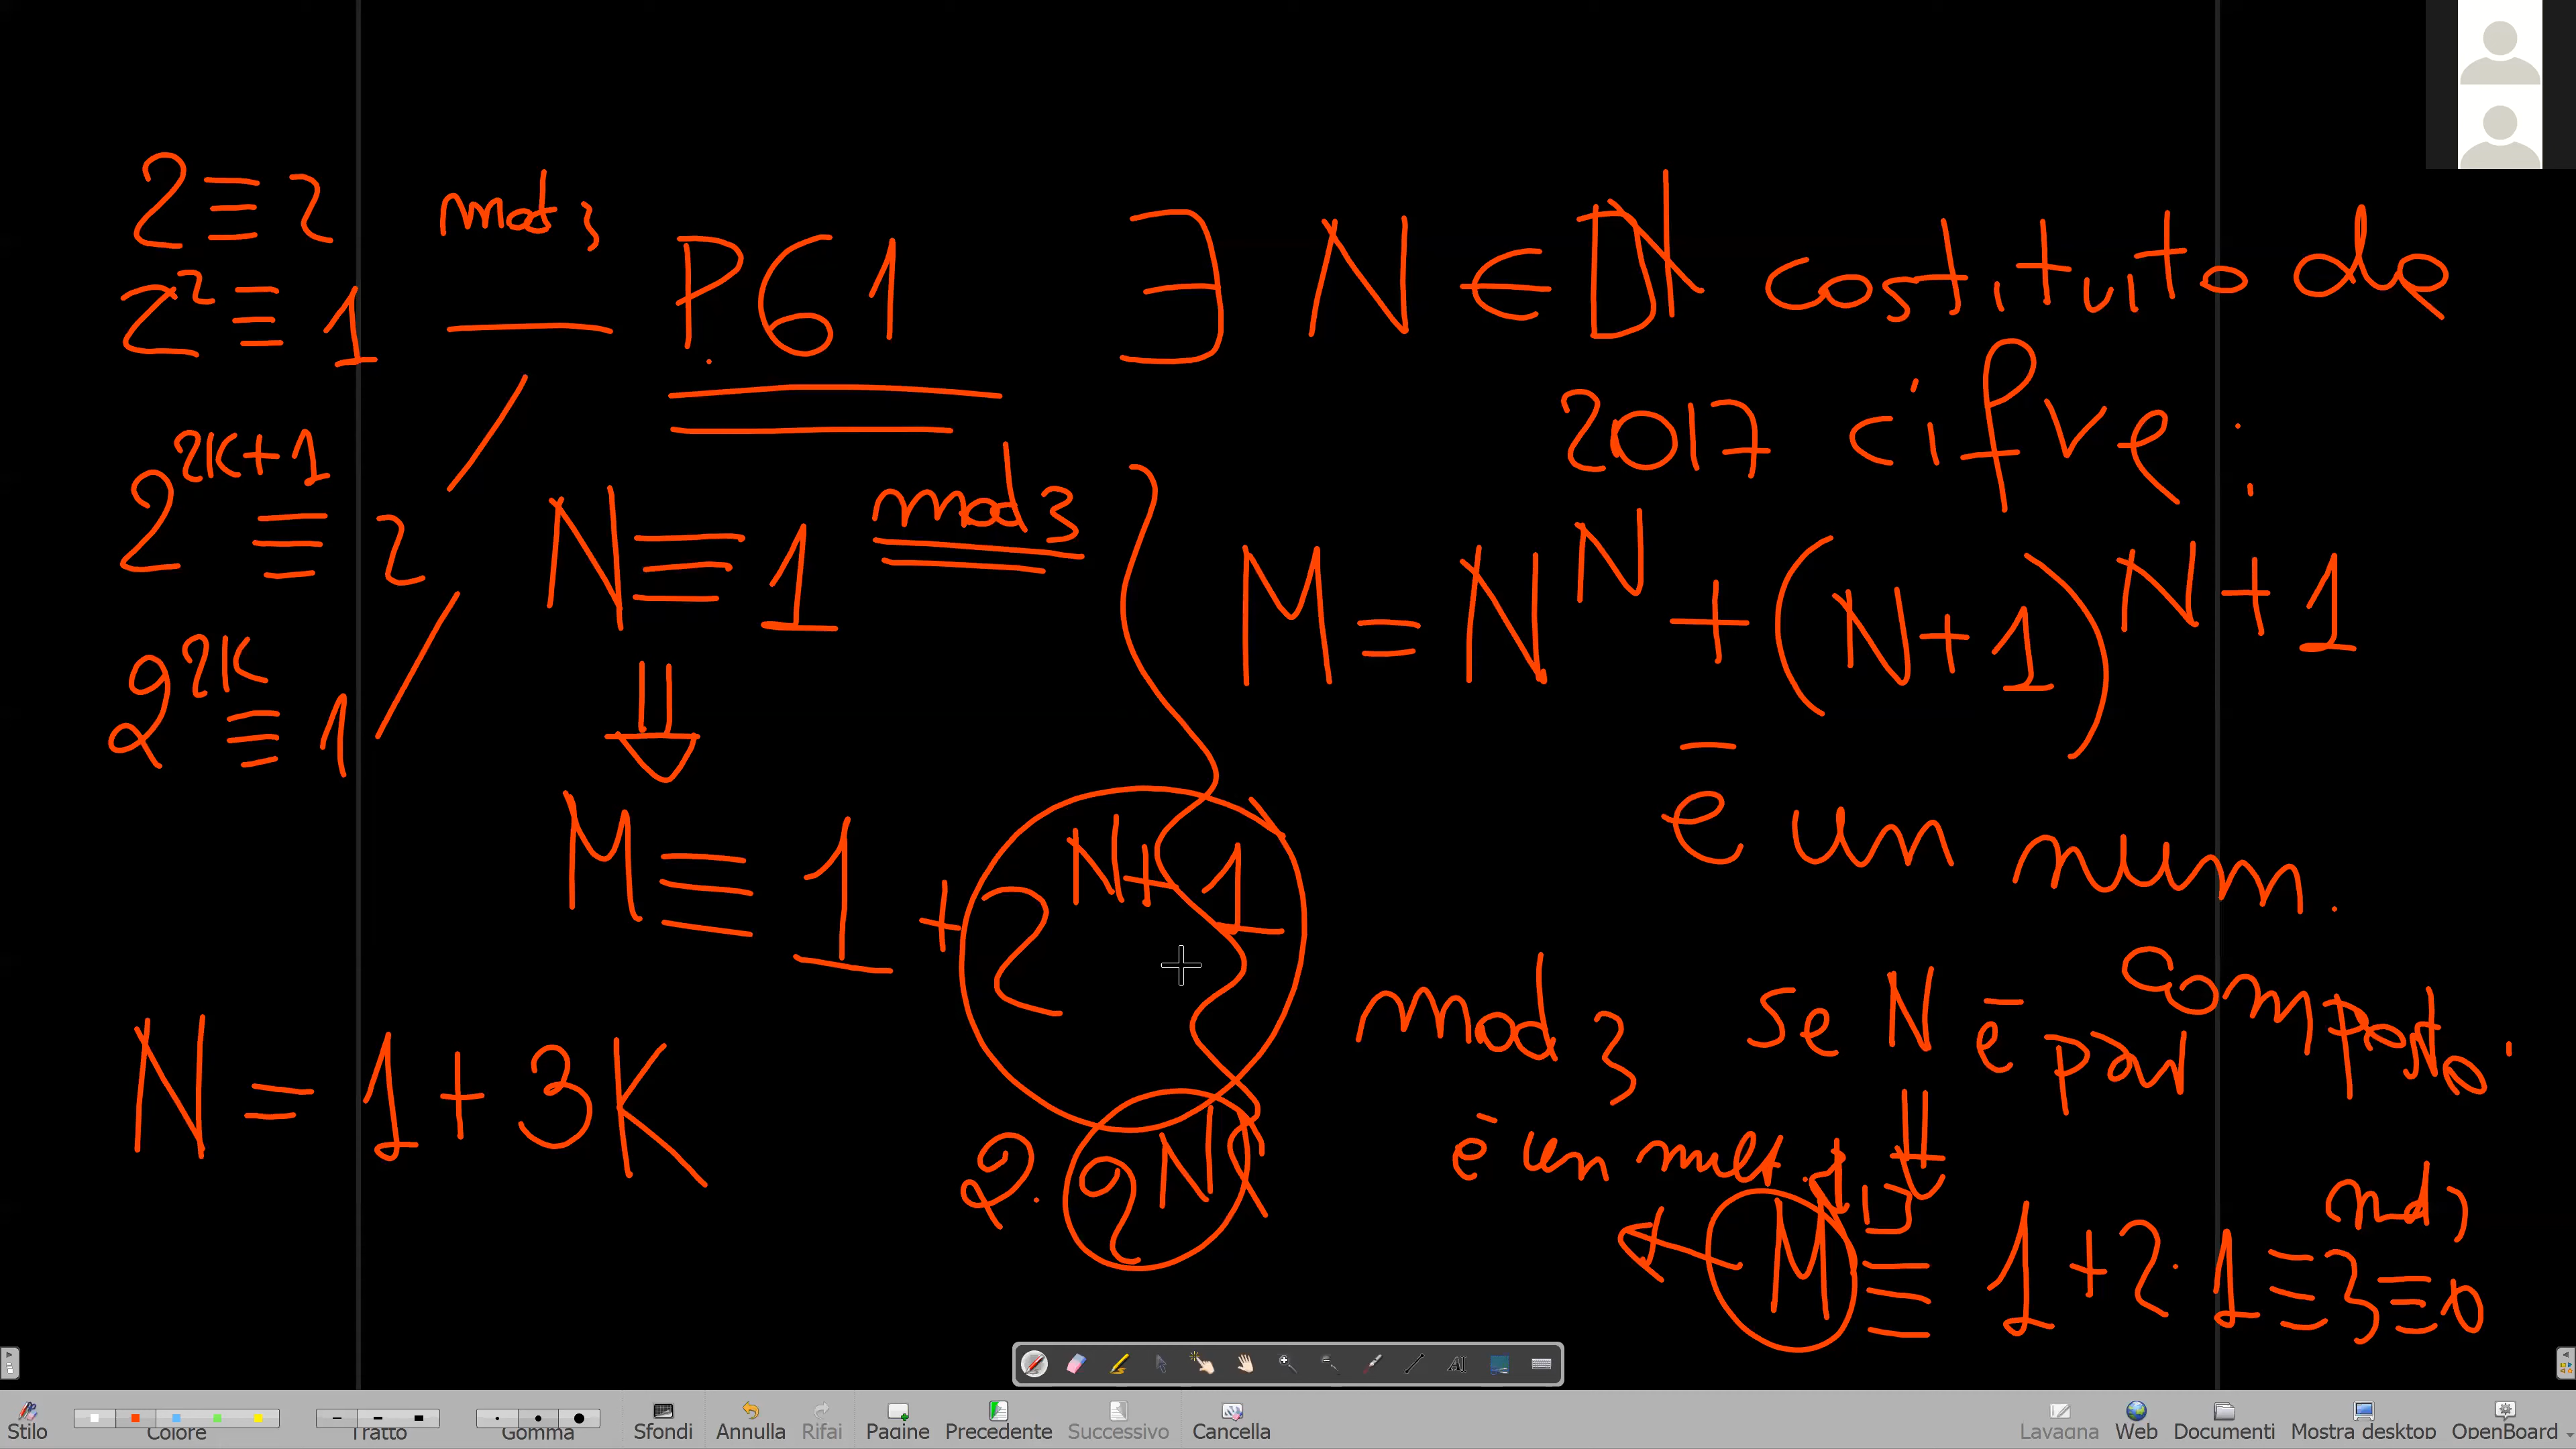 2 ≡ 2 mod 3
2² ≡ 1
2^{2K+1} ≡ 2
2^{2K} ≡ 1
P.61
N ≡ 1 mod 3
⇓
M ≡ 1 + 2^{N+1}
2 · 2^N
N = 1 + 3K
∃ N ∈ ℕ costituito da
2017 cifre :
M = N^N + (N+1)^{N+1}
è un num.
composto.
mod 3 se N è pari
⇓
è un mult. di 3
M ≡ 1 + 2 · 1 ≡ 3 ≡ 0 mod 3
Stilo Colore Tratto Gomma Sfondi Annulla Rifai Pagine Precedente Successivo Cancella Lavagna Web Documenti Mostra desktop OpenBoard